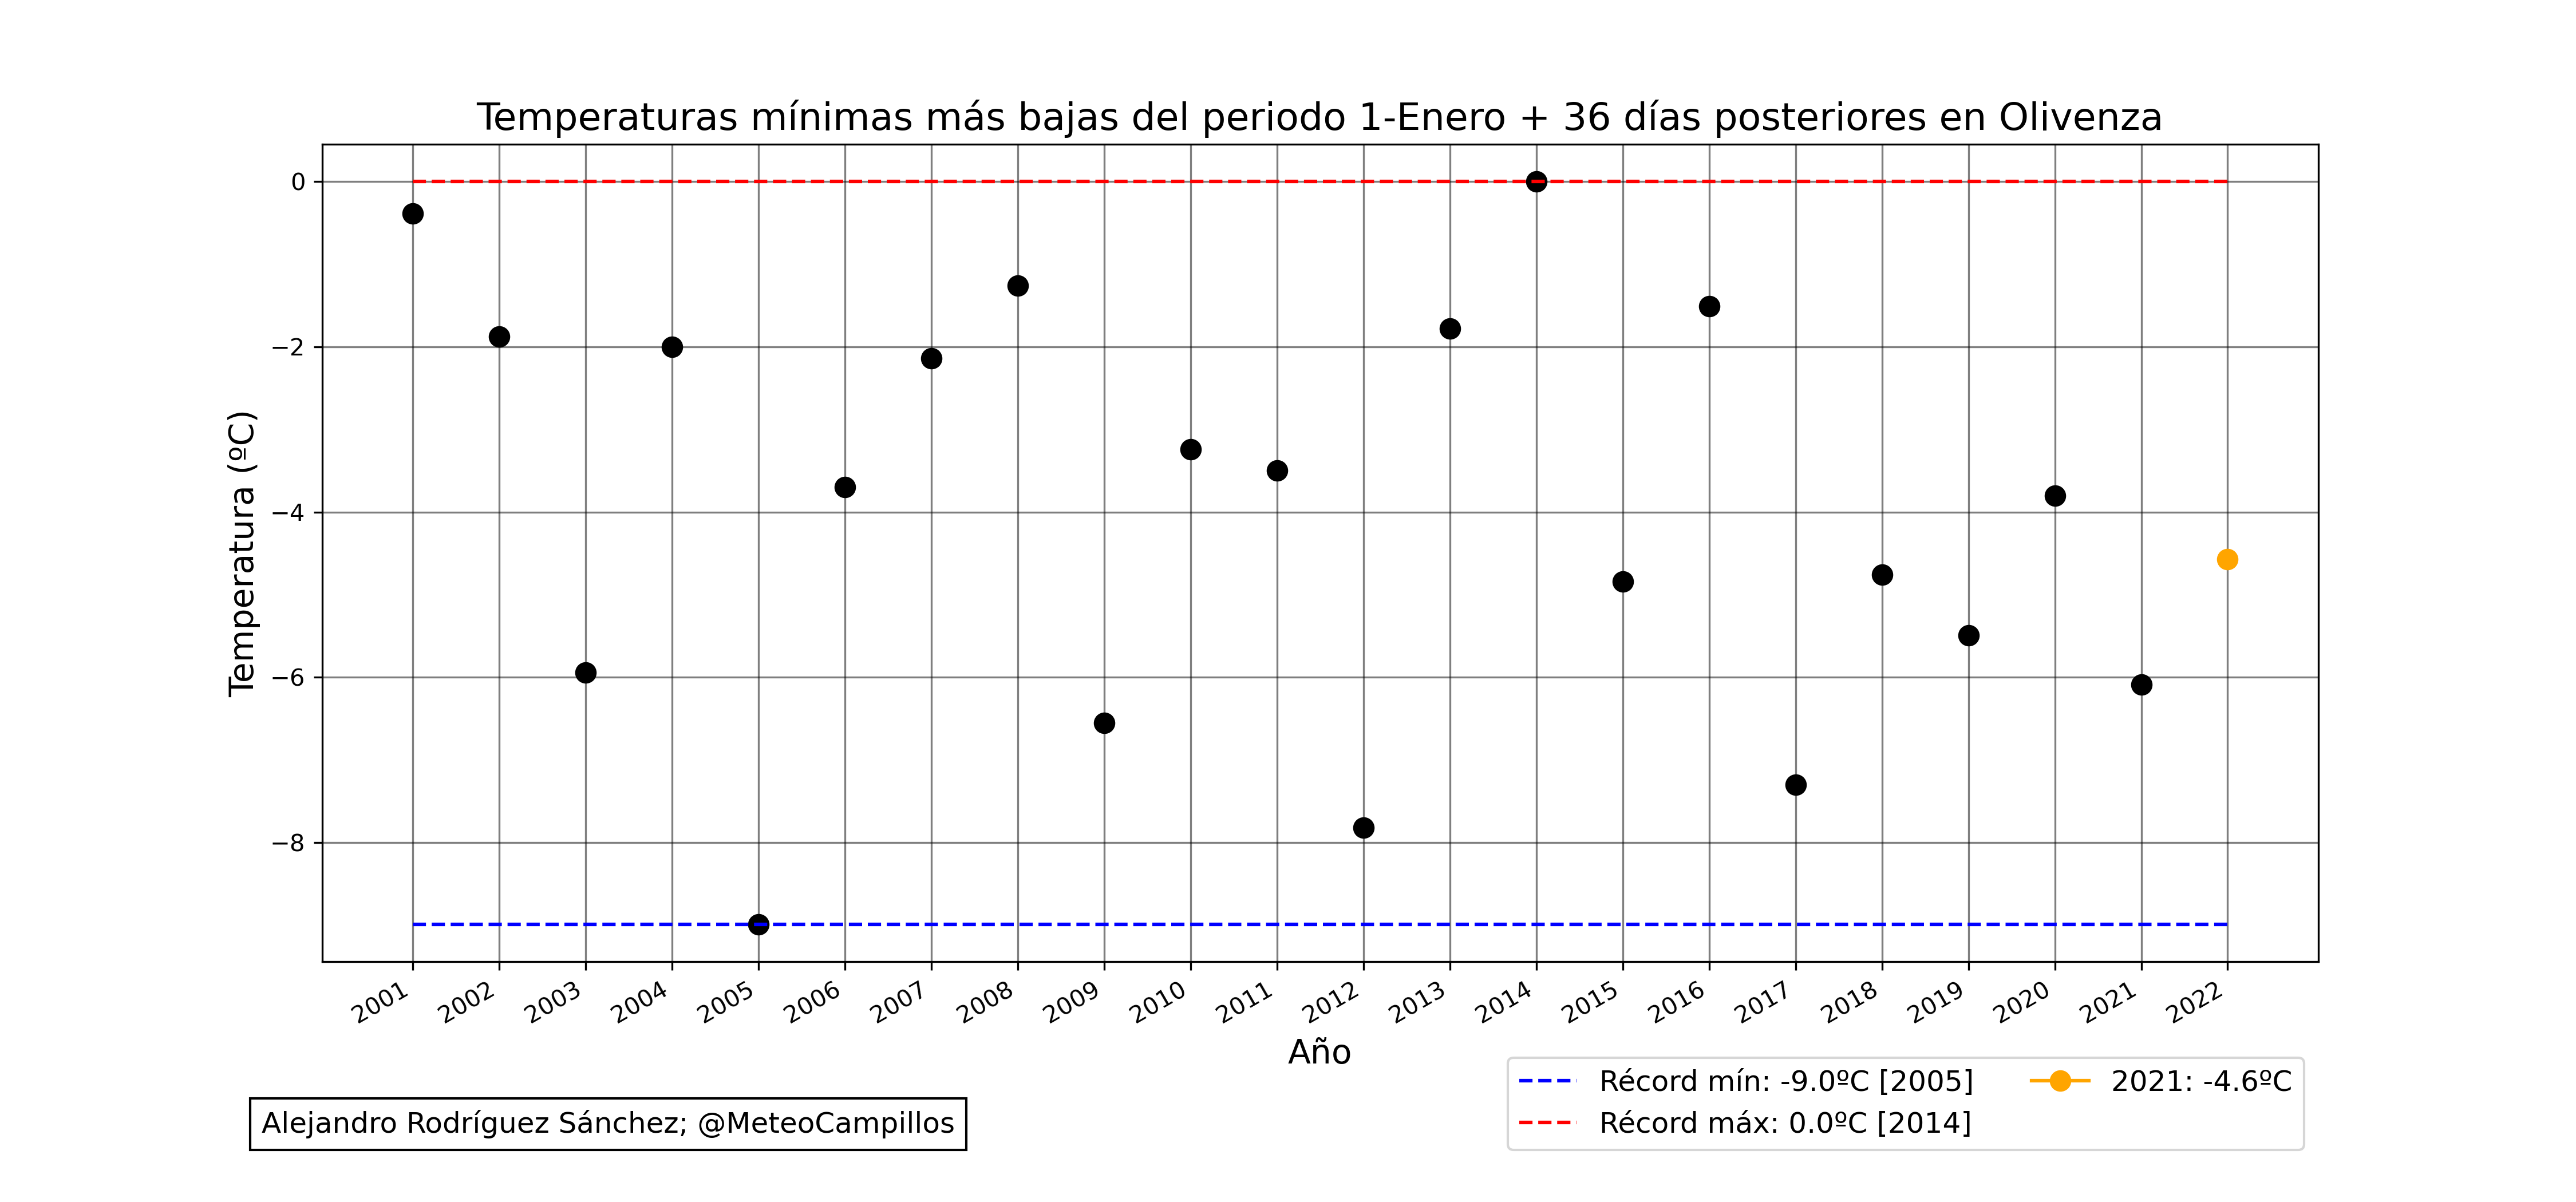 Temperaturas mínimas más bajas del periodo 1-Enero + 36 días posteriores en Olivenza
Temperatura (ºC)
0
−2
−4
−6
−8
2001 2002 2003 2004 2005 2006 2007 2008 2009 2010 2011 2012 2013 2014 2015 2016 2017 2018 2019 2020 2021 2022
Año
Récord mín: -9.0ºC [2005]
Récord máx: 0.0ºC [2014]
2021: -4.6ºC
Alejandro Rodríguez Sánchez; @MeteoCampillos